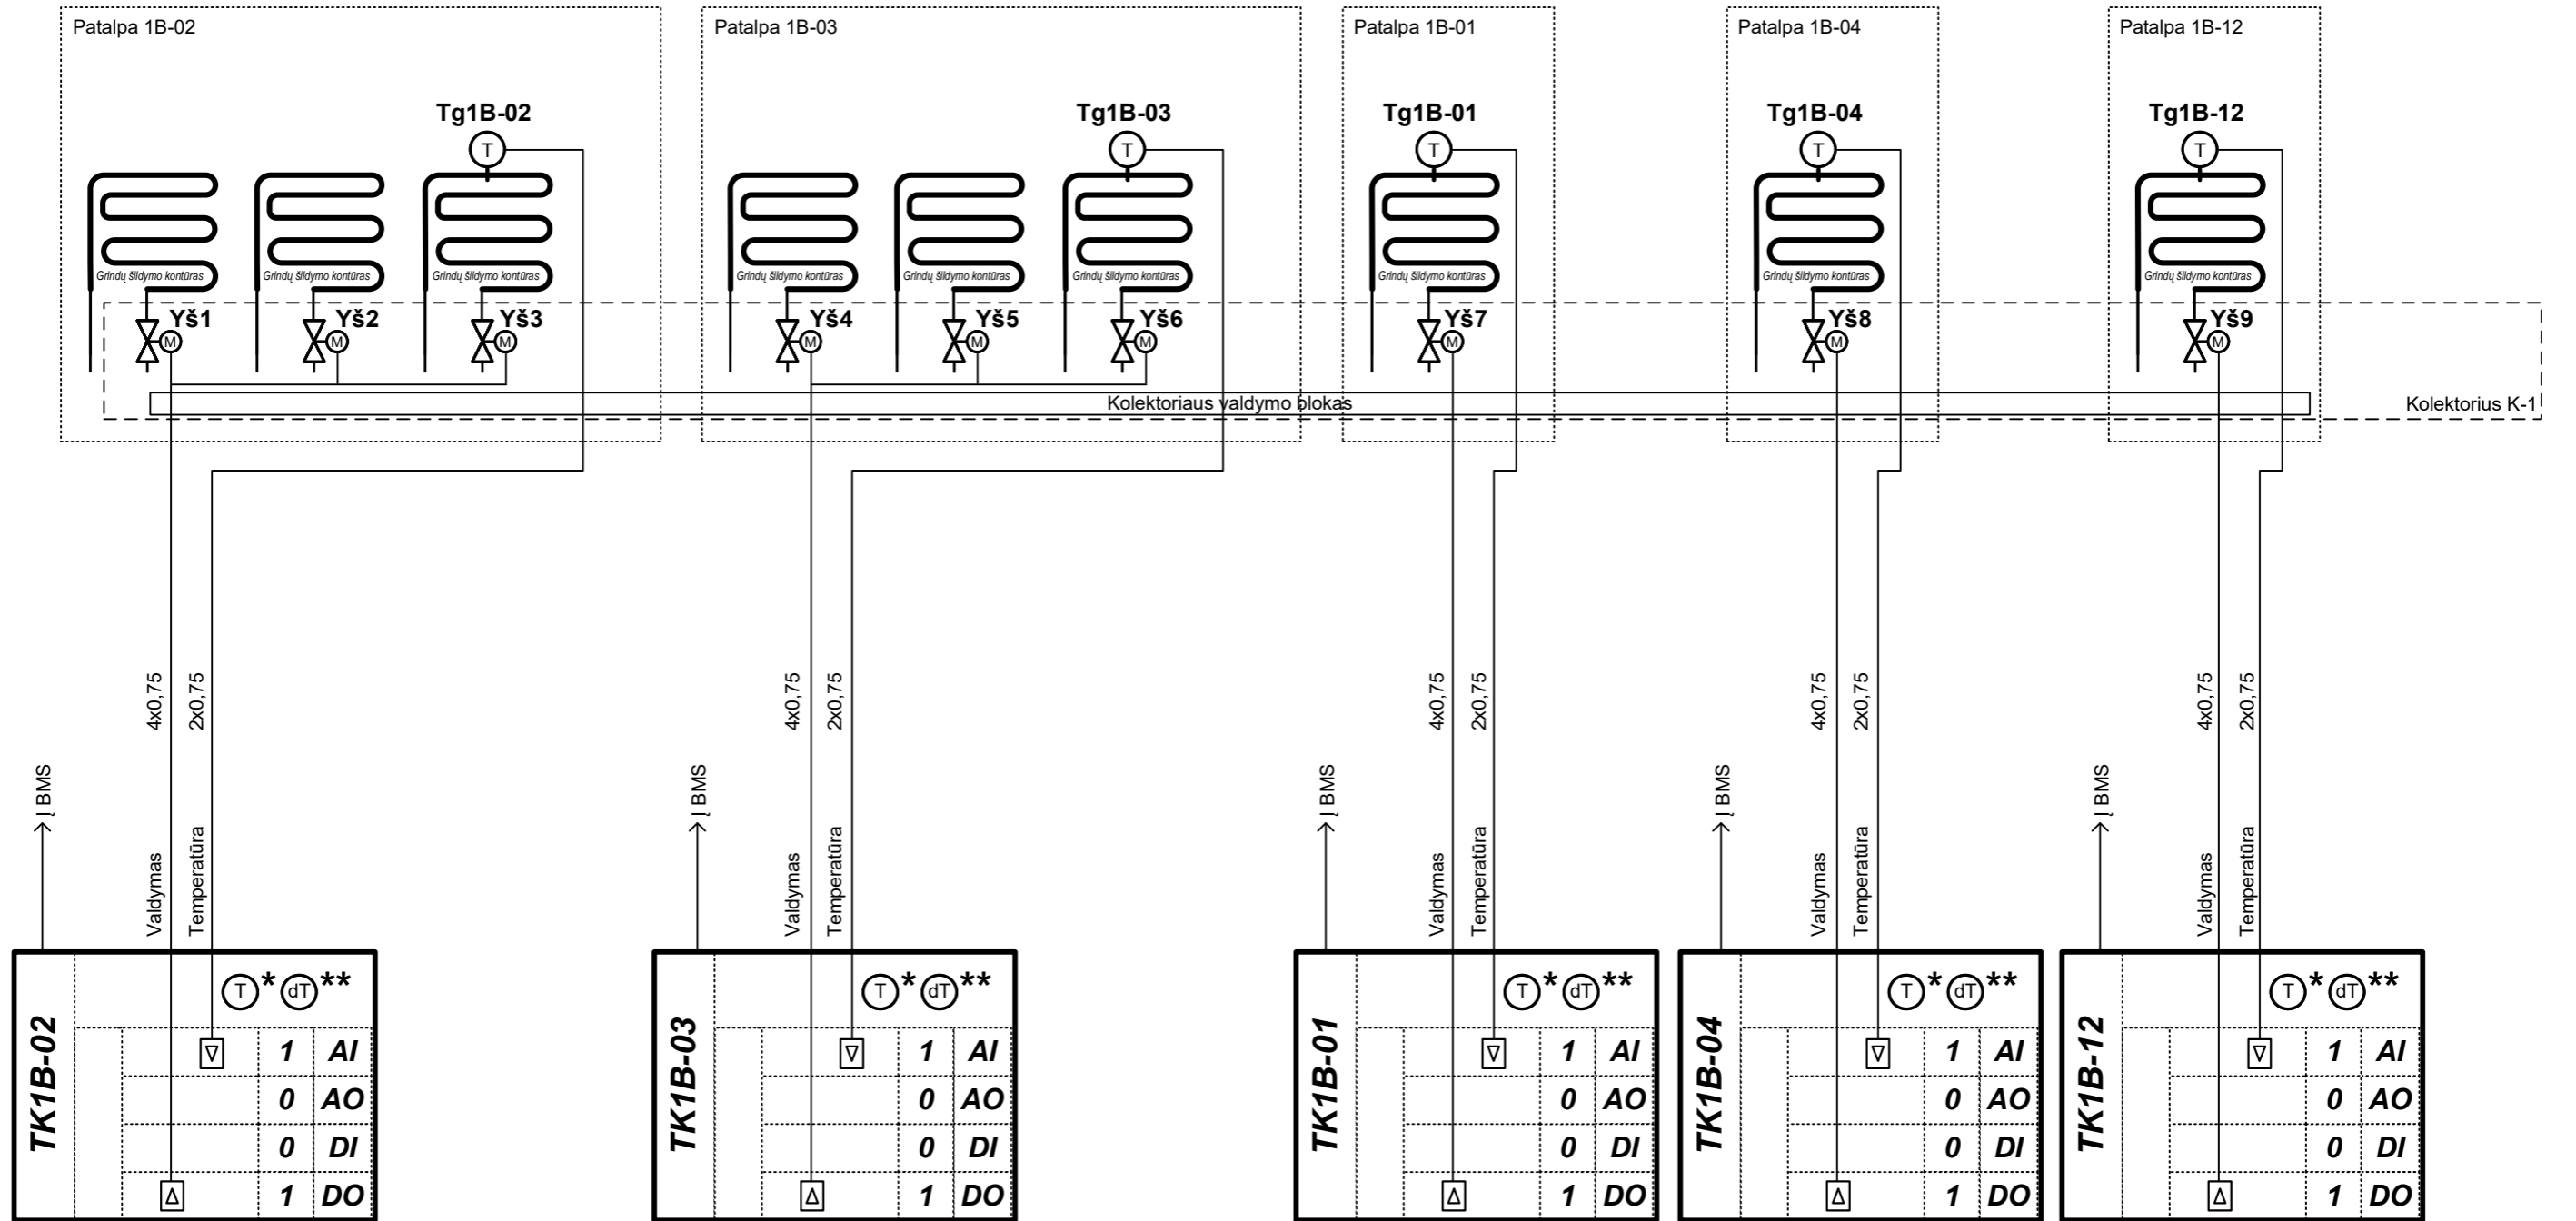 Patalpa 1B-02
Patalpa 1B-03
Patalpa 1B-01
Patalpa 1B-04
Patalpa 1B-12
Tg1B-02
Tg1B-03
Tg1B-01
Tg1B-04
Tg1B-12
T
T
T
T
T
Grindų šildymo kontūras
Grindų šildymo kontūras
Grindų šildymo kontūras
Grindų šildymo kontūras
Grindų šildymo kontūras
Grindų šildymo kontūras
Grindų šildymo kontūras
Grindų šildymo kontūras
Grindų šildymo kontūras
Yš1
Yš2
Yš3
Yš4
Yš5
Yš6
Yš7
Yš8
Yš9
M
M
M
M
M
M
M
M
M
Kolektoriaus valdymo blokas
Kolektorius K-1
4x0,75
2x0,75
4x0,75
2x0,75
4x0,75
2x0,75
4x0,75
2x0,75
4x0,75
2x0,75
Į BMS
Valdymas
Temperatūra
Į BMS
Valdymas
Temperatūra
Į BMS
Valdymas
Temperatūra
Į BMS
Valdymas
Temperatūra
Į BMS
Valdymas
Temperatūra
TK1B-02
T * dT **
1 AI
0 AO
0 DI
1 DO
TK1B-03
T * dT **
1 AI
0 AO
0 DI
1 DO
TK1B-01
T * dT **
1 AI
0 AO
0 DI
1 DO
TK1B-04
T * dT **
1 AI
0 AO
0 DI
1 DO
TK1B-12
T * dT **
1 AI
0 AO
0 DI
1 DO